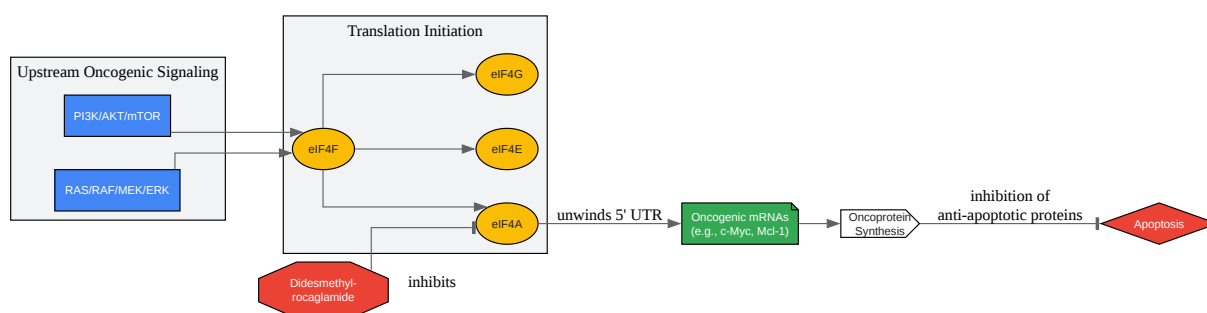 Upstream Oncogenic Signaling
PI3K/AKT/mTOR
RAS/RAF/MEK/ERK
Translation Initiation
eIF4G
eIF4F
eIF4E
eIF4A
Didesmethyl-
rocaglamide
inhibits
unwinds 5' UTR
Oncogenic mRNAs
(e.g., c-Myc, Mcl-1)
Oncoprotein
Synthesis
inhibition of
anti-apoptotic proteins
Apoptosis